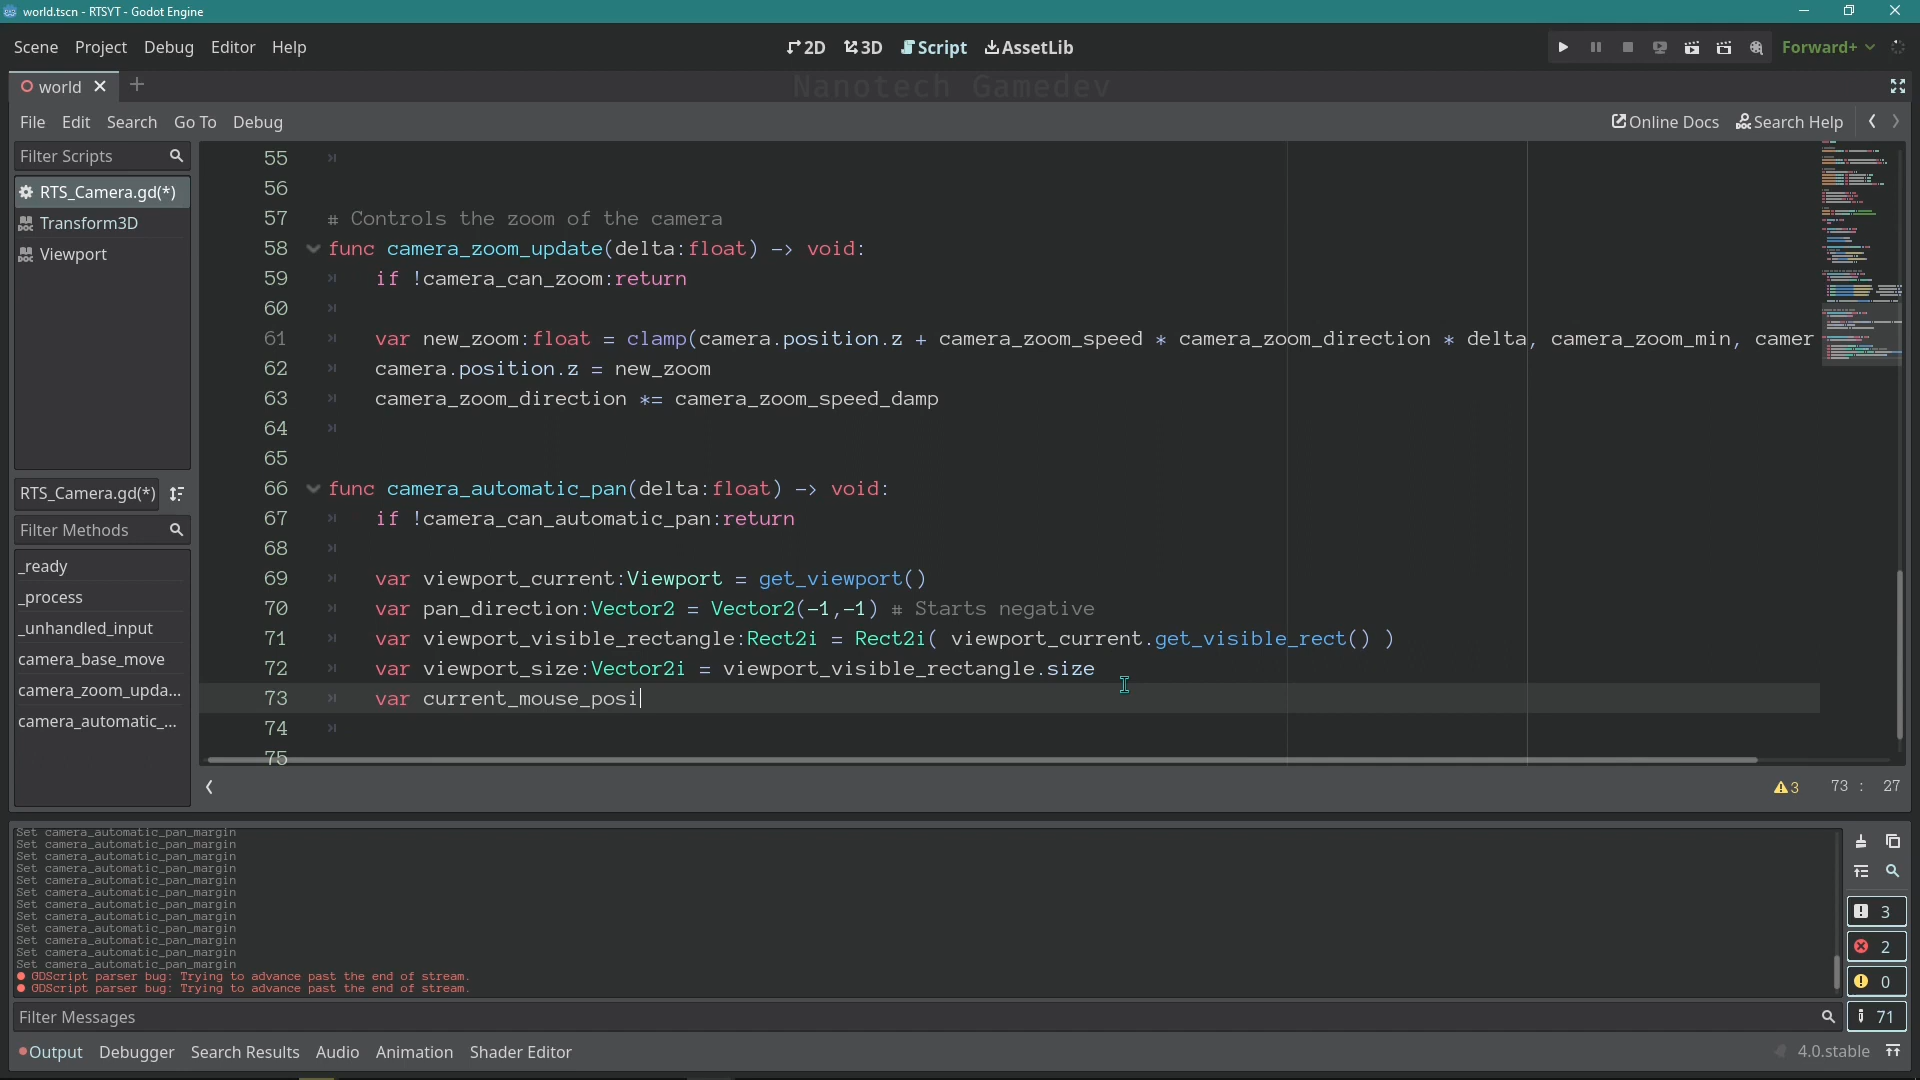 world.tscn - RTSYT - Godot Engine
Scene Project Debug Editor Help
2D 3D Script AssetLib
Forward+
world
Nanotech Gamedev
File Edit Search Go To Debug
Online Docs Search Help
Filter Scripts
RTS_Camera.gd(*)
Transform3D
Viewport
RTS_Camera.gd(*)
Filter Methods
_ready
_process
_unhandled_input
camera_base_move
camera_zoom_upda...
camera_automatic_...
55
56
57 # Controls the zoom of the camera
58 func camera_zoom_update(delta:float) -> void:
59 if !camera_can_zoom:return
60
61 var new_zoom:float = clamp(camera.position.z + camera_zoom_speed * camera_zoom_direction * delta, camera_zoom_min, camer
62 camera.position.z = new_zoom
63 camera_zoom_direction *= camera_zoom_speed_damp
64
65
66 func camera_automatic_pan(delta:float) -> void:
67 if !camera_can_automatic_pan:return
68
69 var viewport_current:Viewport = get_viewport()
70 var pan_direction:Vector2 = Vector2(-1,-1) # Starts negative
71 var viewport_visible_rectangle:Rect2i = Rect2i( viewport_current.get_visible_rect() )
72 var viewport_size:Vector2i = viewport_visible_rectangle.size
73 var current_mouse_posi
74
75
3 73 : 27
Set camera_automatic_pan_margin
Set camera_automatic_pan_margin
Set camera_automatic_pan_margin
Set camera_automatic_pan_margin
Set camera_automatic_pan_margin
Set camera_automatic_pan_margin
Set camera_automatic_pan_margin
Set camera_automatic_pan_margin
Set camera_automatic_pan_margin
Set camera_automatic_pan_margin
Set camera_automatic_pan_margin
Set camera_automatic_pan_margin
GDScript parser bug: Trying to advance past the end of stream.
GDScript parser bug: Trying to advance past the end of stream.
3
2
0
71
Filter Messages
Output Debugger Search Results Audio Animation Shader Editor
4.0.stable